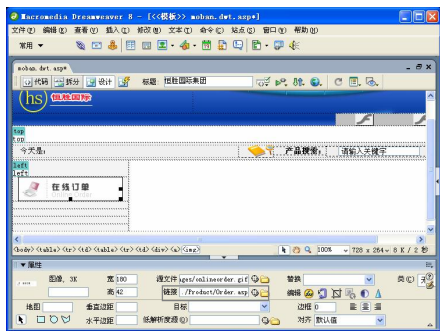 Macromedia Dreamweaver 8 - [<<模板>> moban.dwt.asp*]
文件(F) 编辑(E) 查看(V) 插入(I) 修改(M) 文本(T) 命令(C) 站点(S) 窗口(W) 帮助(H)
常用
moban.dwt.asp*
代码 拆分 设计 标题: 恒胜国际集团
hs 恒胜国际
top
top
今天是: 产品搜索: 请输入关键字
left
left
在线订单
<body><table><tr><td><table><tr><td><div><a><img> 100% 728 x 264 8 K / 2 秒
属性
图像, 3K 宽 180 源文件 ages/onlineorder.gif 替换 类(C)
高 42 链接 /Product/Order.asp 编辑
地图 垂直边距 目标 边框 0
水平边距 低解析度源(O) 对齐 默认值